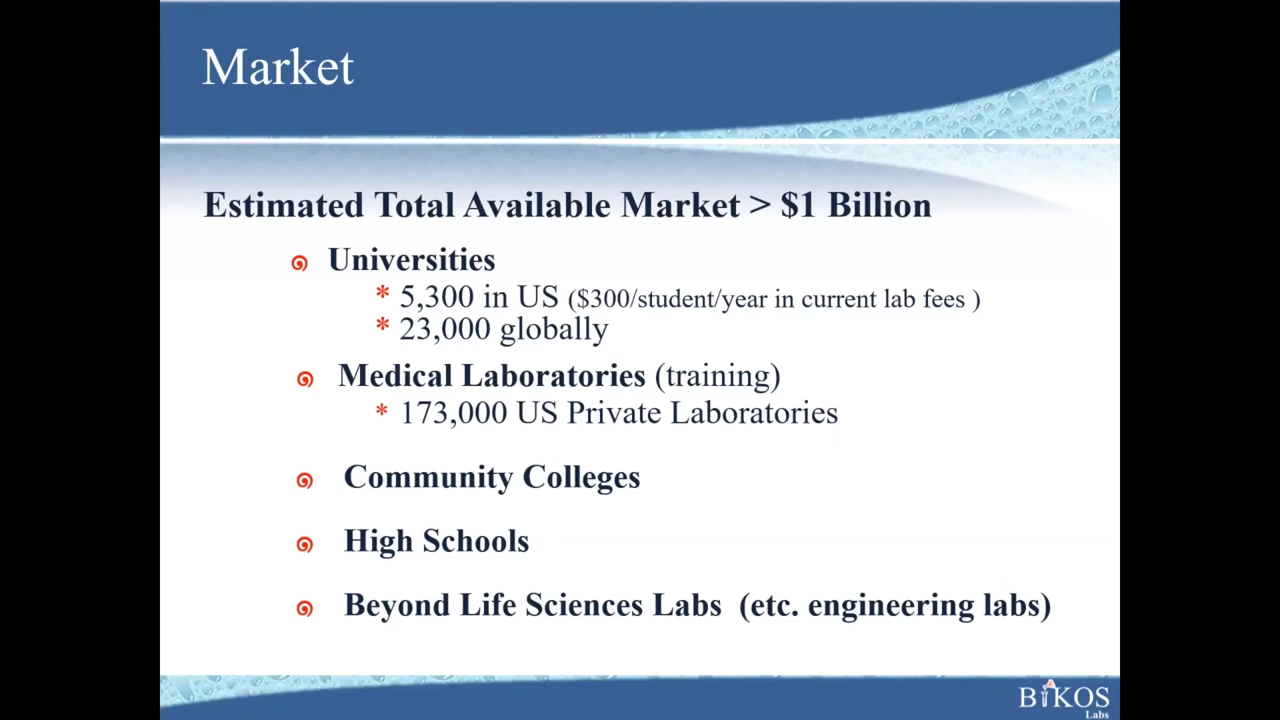 Market
Estimated Total Available Market > $1 Billion
Universities
* 5,300 in US ($300/student/year in current lab fees )
* 23,000 globally
Medical Laboratories (training)
* 173,000 US Private Laboratories
Community Colleges
High Schools
Beyond Life Sciences Labs (etc. engineering labs)
BiKOS
Labs